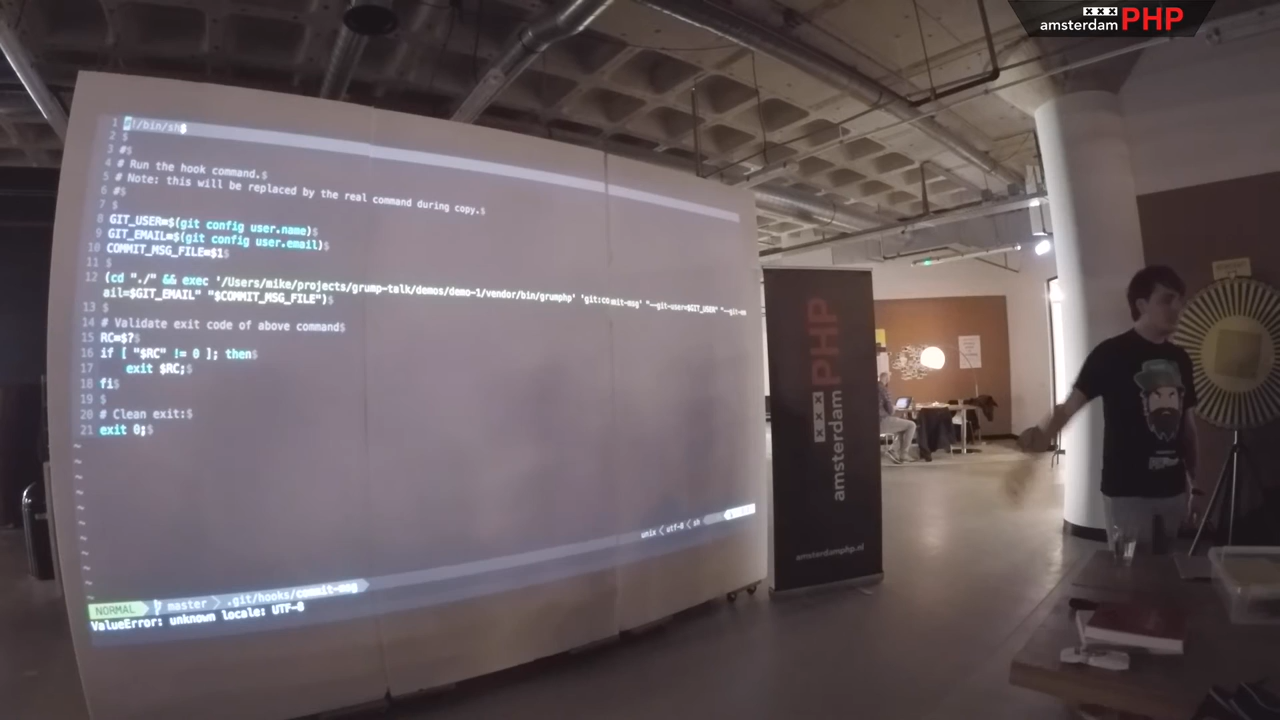 xxx
amsterdam PHP
1 #!/bin/sh$
2 $
3 #$
4 # Run the hook command.$
5 # Note: this will be replaced by the real command during copy.$
6 #$
7 $
8 GIT_USER=$(git config user.name)$
9 GIT_EMAIL=$(git config user.email)$
10 COMMIT_MSG_FILE=$1$
11 $
12 (cd "./" && exec '/Users/mike/projects/grump-talk/demos/demo-1/vendor/bin/grumphp' 'git:commit-msg' "--git-user=$GIT_USER" "--git-em
ail=$GIT_EMAIL" "$COMMIT_MSG_FILE")$
13 $
14 # Validate exit code of above command$
15 RC=$?$
16 if [ "$RC" != 0 ]; then$
17 exit $RC;$
18 fi$
19 $
20 # Clean exit:$
21 exit 0;$
~
~
~
~
~
~
~
~
~
~
NORMAL master .git/hooks/commit-msg unix < utf-8 < sh
ValueError: unknown locale: UTF-8
xxx
amsterdam PHP
amsterdamphp.nl